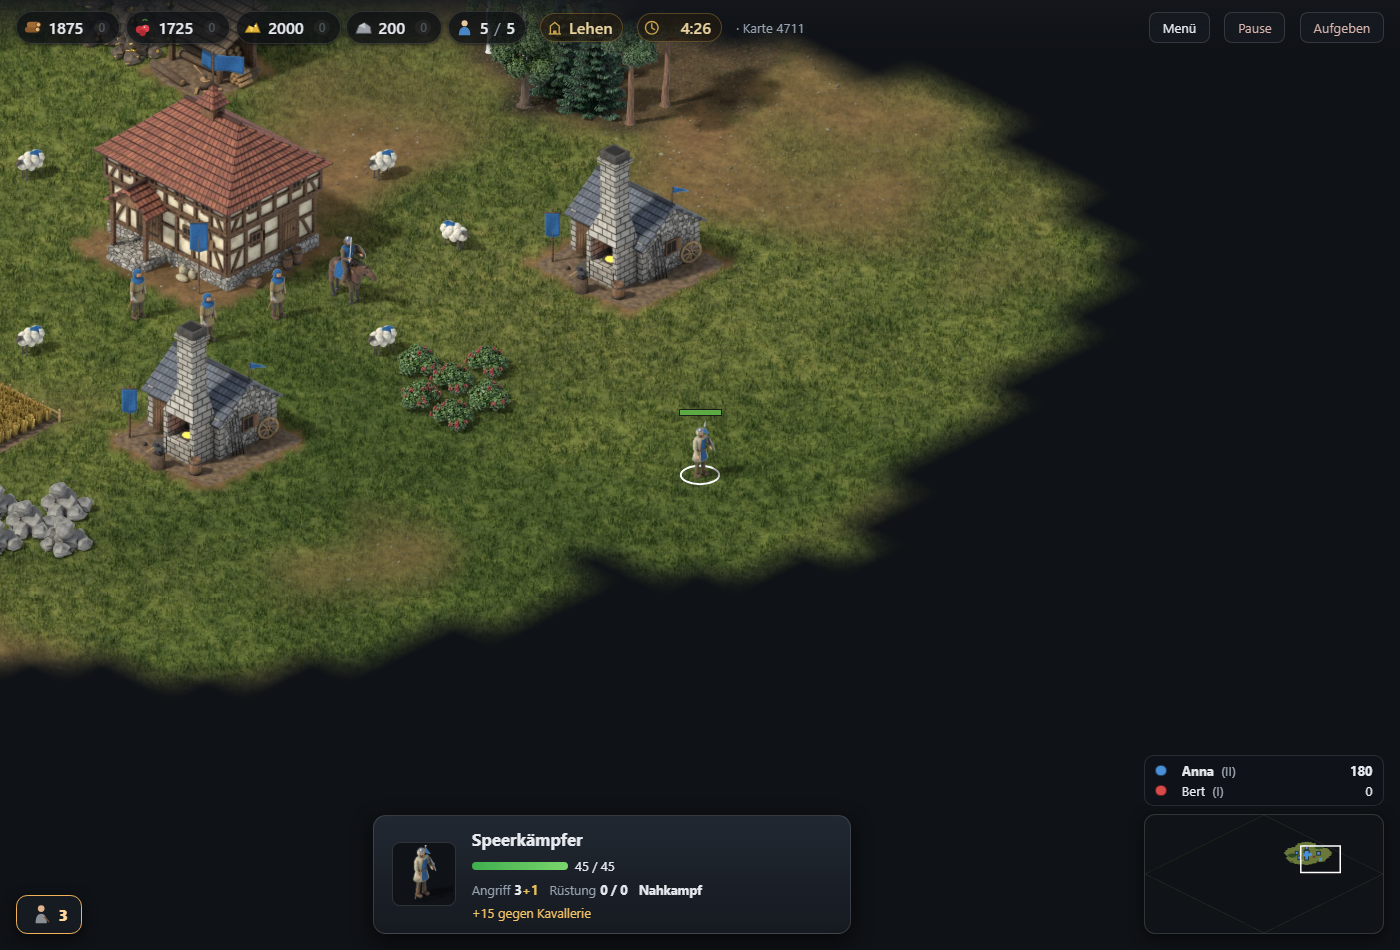 1875 0 1725 0 2000 0 200 0 5 / 5 Lehen 4:26 · Karte 4711 Menü Pause Aufgeben
Anna (II) 180
Bert (I) 0
Speerkämpfer
45 / 45
Angriff 3+1 Rüstung 0 / 0 Nahkampf
+15 gegen Kavallerie
3